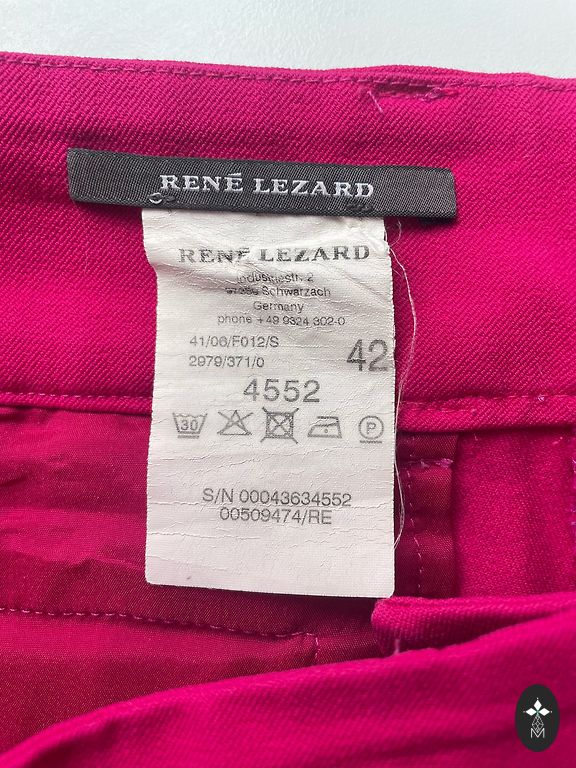 RENÉ LEZARD
RENÉ LEZARD
Industriestr. 2
Schwarzach
Germany
phone +49 9324 302-0
41/06/F012/S
2979/371/0
42
4552
30
P
S/N 00043634552
00509474/RE
M